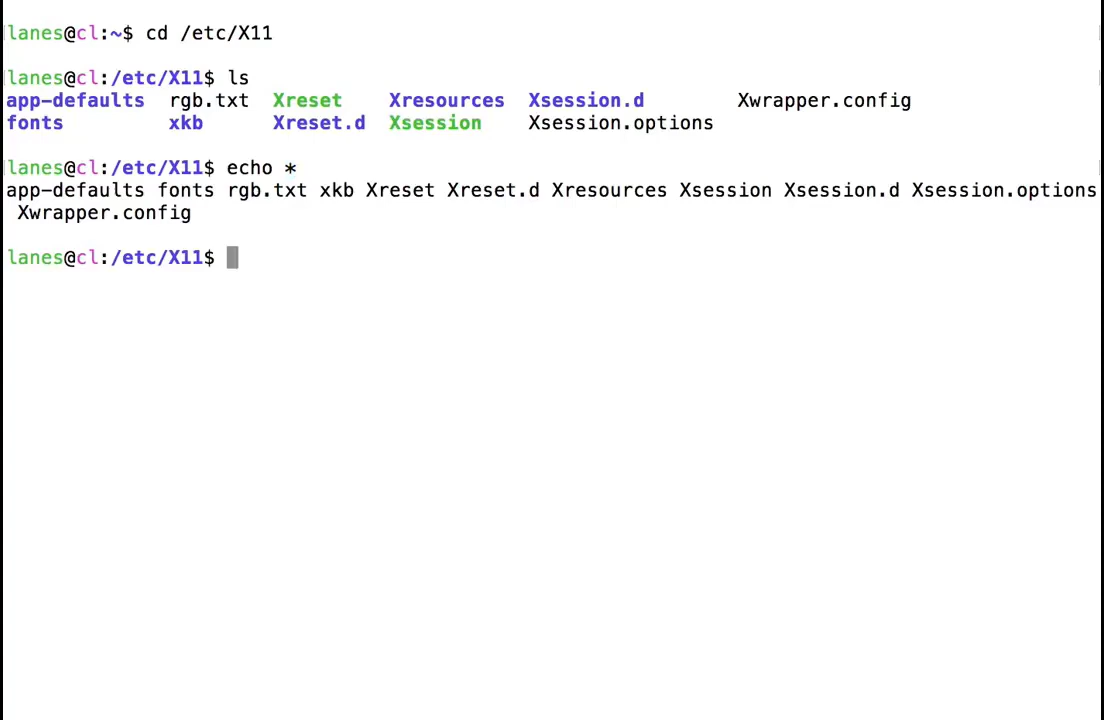 lanes@cl:~$ cd /etc/X11
lanes@cl:/etc/X11$ ls
app-defaults  rgb.txt  Xreset    Xresources  Xsession.d        Xwrapper.config
fonts         xkb      Xreset.d  Xsession    Xsession.options
lanes@cl:/etc/X11$ echo *
app-defaults fonts rgb.txt xkb Xreset Xreset.d Xresources Xsession Xsession.d Xsession.options
Xwrapper.config
lanes@cl:/etc/X11$